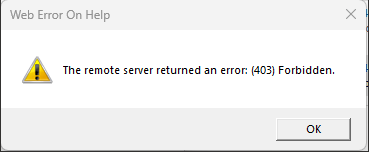 Web Error On Help
The remote server returned an error: (403) Forbidden.
OK